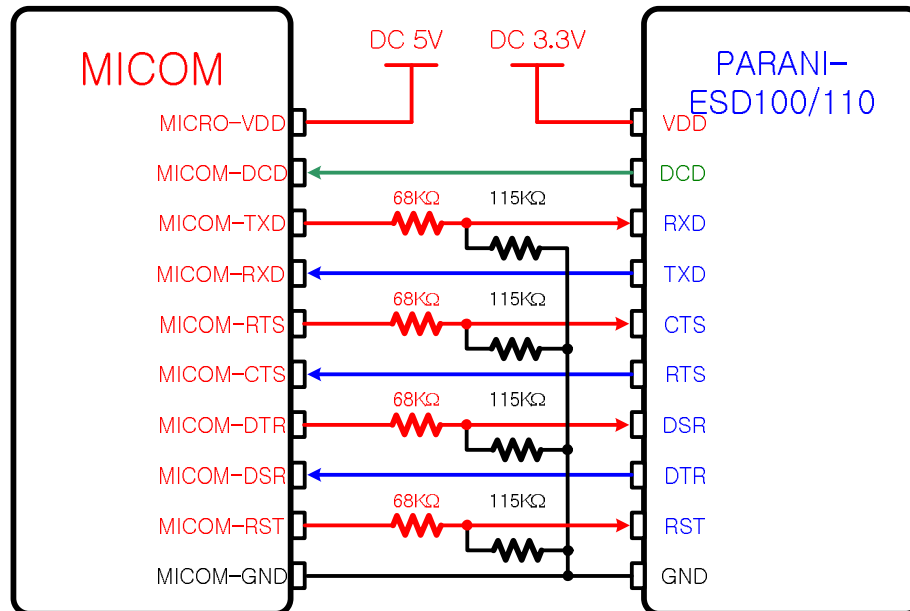 DC 5V DC 3.3V
MICOM
PARANI-
ESD100/110
MICRO-VDD VDD
MICOM-DCD DCD
68KΩ 115KΩ
MICOM-TXD RXD
MICOM-RXD TXD
68KΩ 115KΩ
MICOM-RTS CTS
MICOM-CTS RTS
68KΩ 115KΩ
MICOM-DTR DSR
MICOM-DSR DTR
68KΩ 115KΩ
MICOM-RST RST
MICOM-GND GND